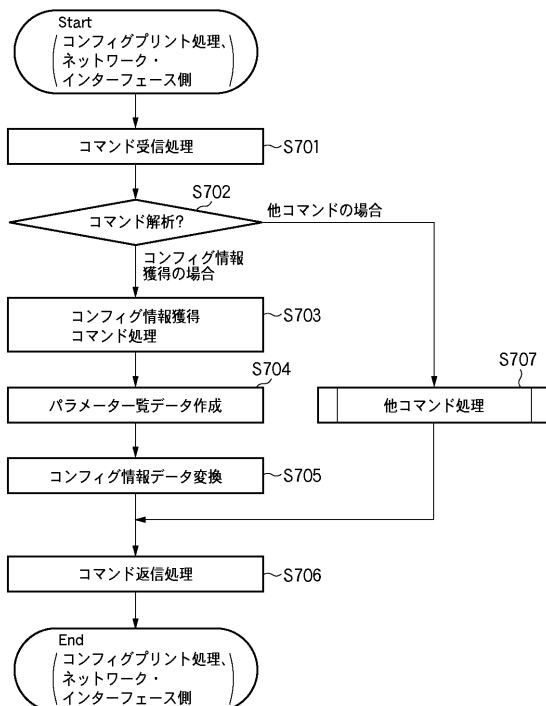 Start
コンフィグプリント処理、
ネットワーク・
インターフェース側
コマンド受信処理
S701
S702
コマンド解析?
他コマンドの場合
コンフィグ情報
獲得の場合
コンフィグ情報獲得
コマンド処理
S703
S704
パラメータ一覧データ作成
S707
他コマンド処理
コンフィグ情報データ変換
S705
コマンド返信処理
S706
End
コンフィグプリント処理、
ネットワーク・
インターフェース側